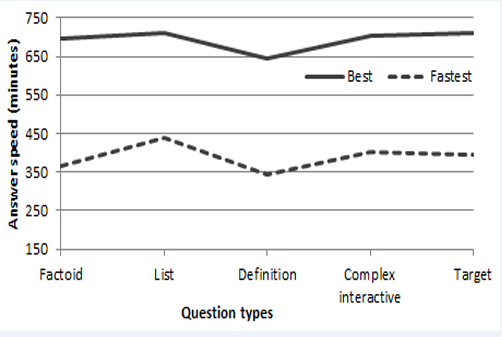 750
650
550
450
350
250
150
Answer speed (minutes)
Best Fastest
Factoid List Definition Complex interactive Target
Question types